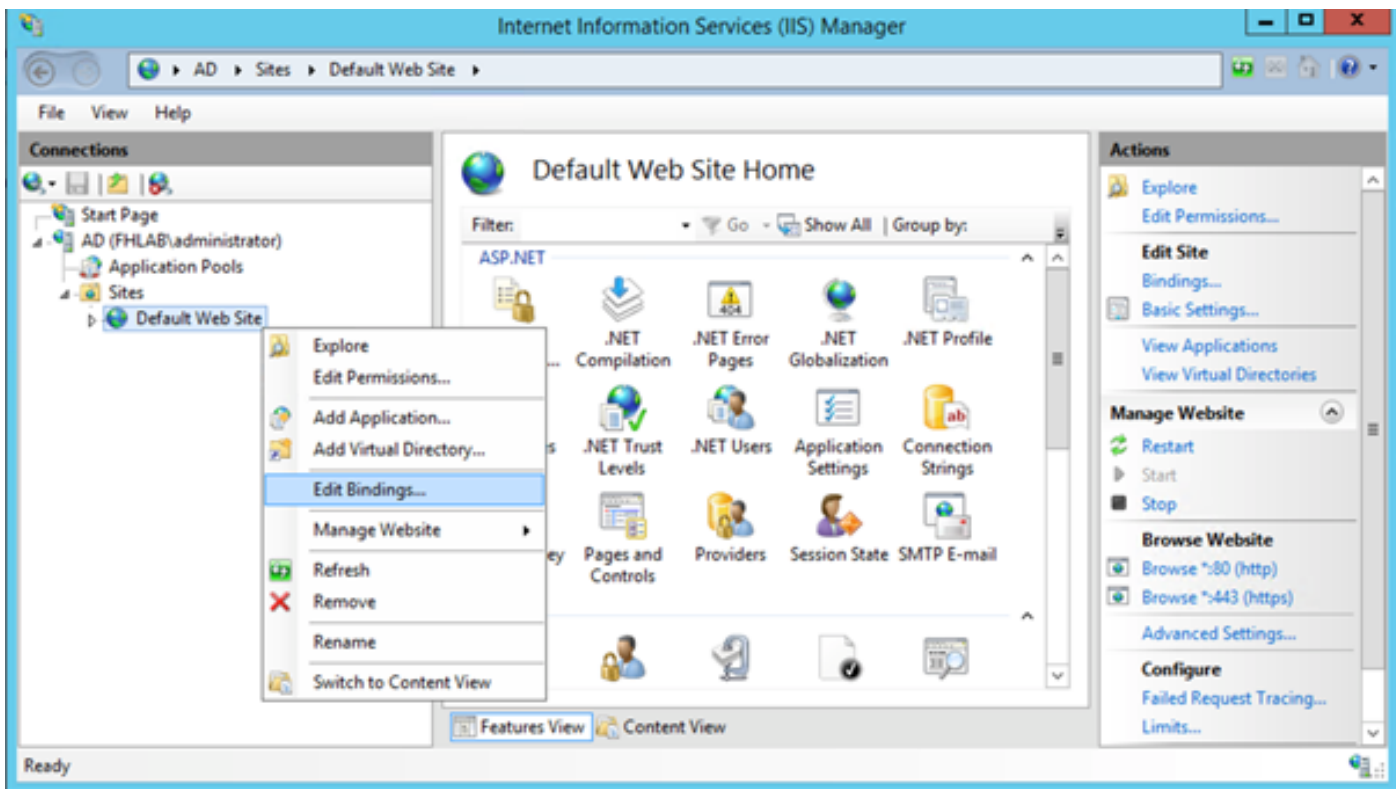 Internet Information Services (IIS) Manager
AD Sites Default Web Site
File View Help
Connections
Start Page
AD (FHLAB\administrator)
Application Pools
Sites
Default Web Site
Explore
Edit Permissions...
Add Application...
Add Virtual Directory...
Edit Bindings...
Manage Website
Refresh
Remove
Rename
Switch to Content View
Default Web Site Home
Filter: Go Show All Group by:
ASP.NET
...
.NET
Compilation
.NET Error
Pages
.NET
Globalization
.NET Profile
s
.NET Trust
Levels
.NET Users
Application
Settings
Connection
Strings
ey
Pages and
Controls
Providers
Session State
SMTP E-mail
404
ab
Features View Content View
Actions
Explore
Edit Permissions...
Edit Site
Bindings...
Basic Settings...
View Applications
View Virtual Directories
Manage Website
Restart
Start
Stop
Browse Website
Browse *:80 (http)
Browse *:443 (https)
Advanced Settings...
Configure
Failed Request Tracing...
Limits...
Ready